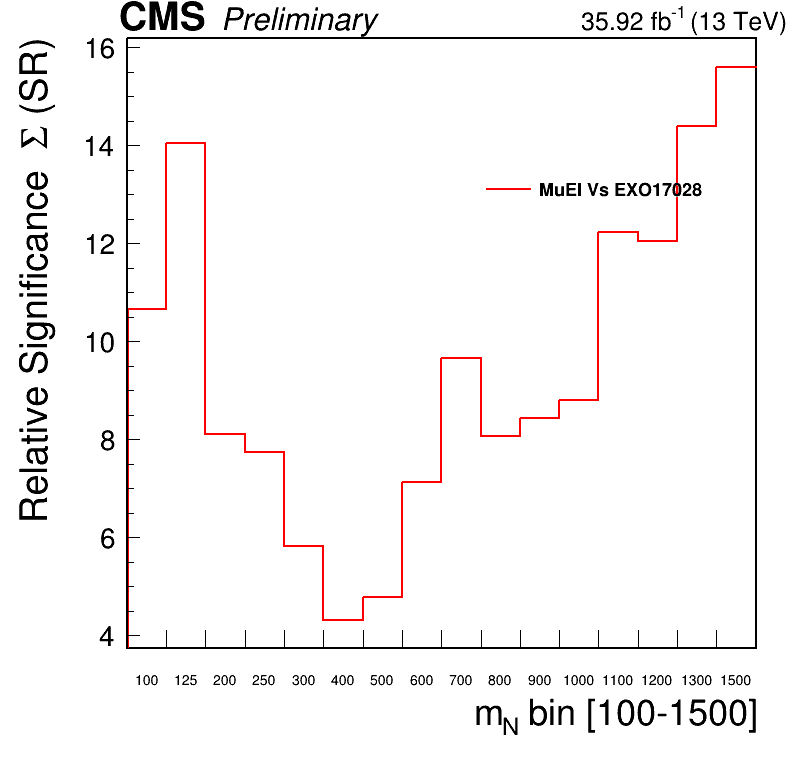 CMS Preliminary 35.92 fb-1 (13 TeV)
Relative Significance Σ (SR)
16
14
12
10
8
6
4
MuEl Vs EXO17028
100 125 200 250 300 400 500 600 700 800 900 1000 1100 1200 1300 1500
mN bin [100-1500]